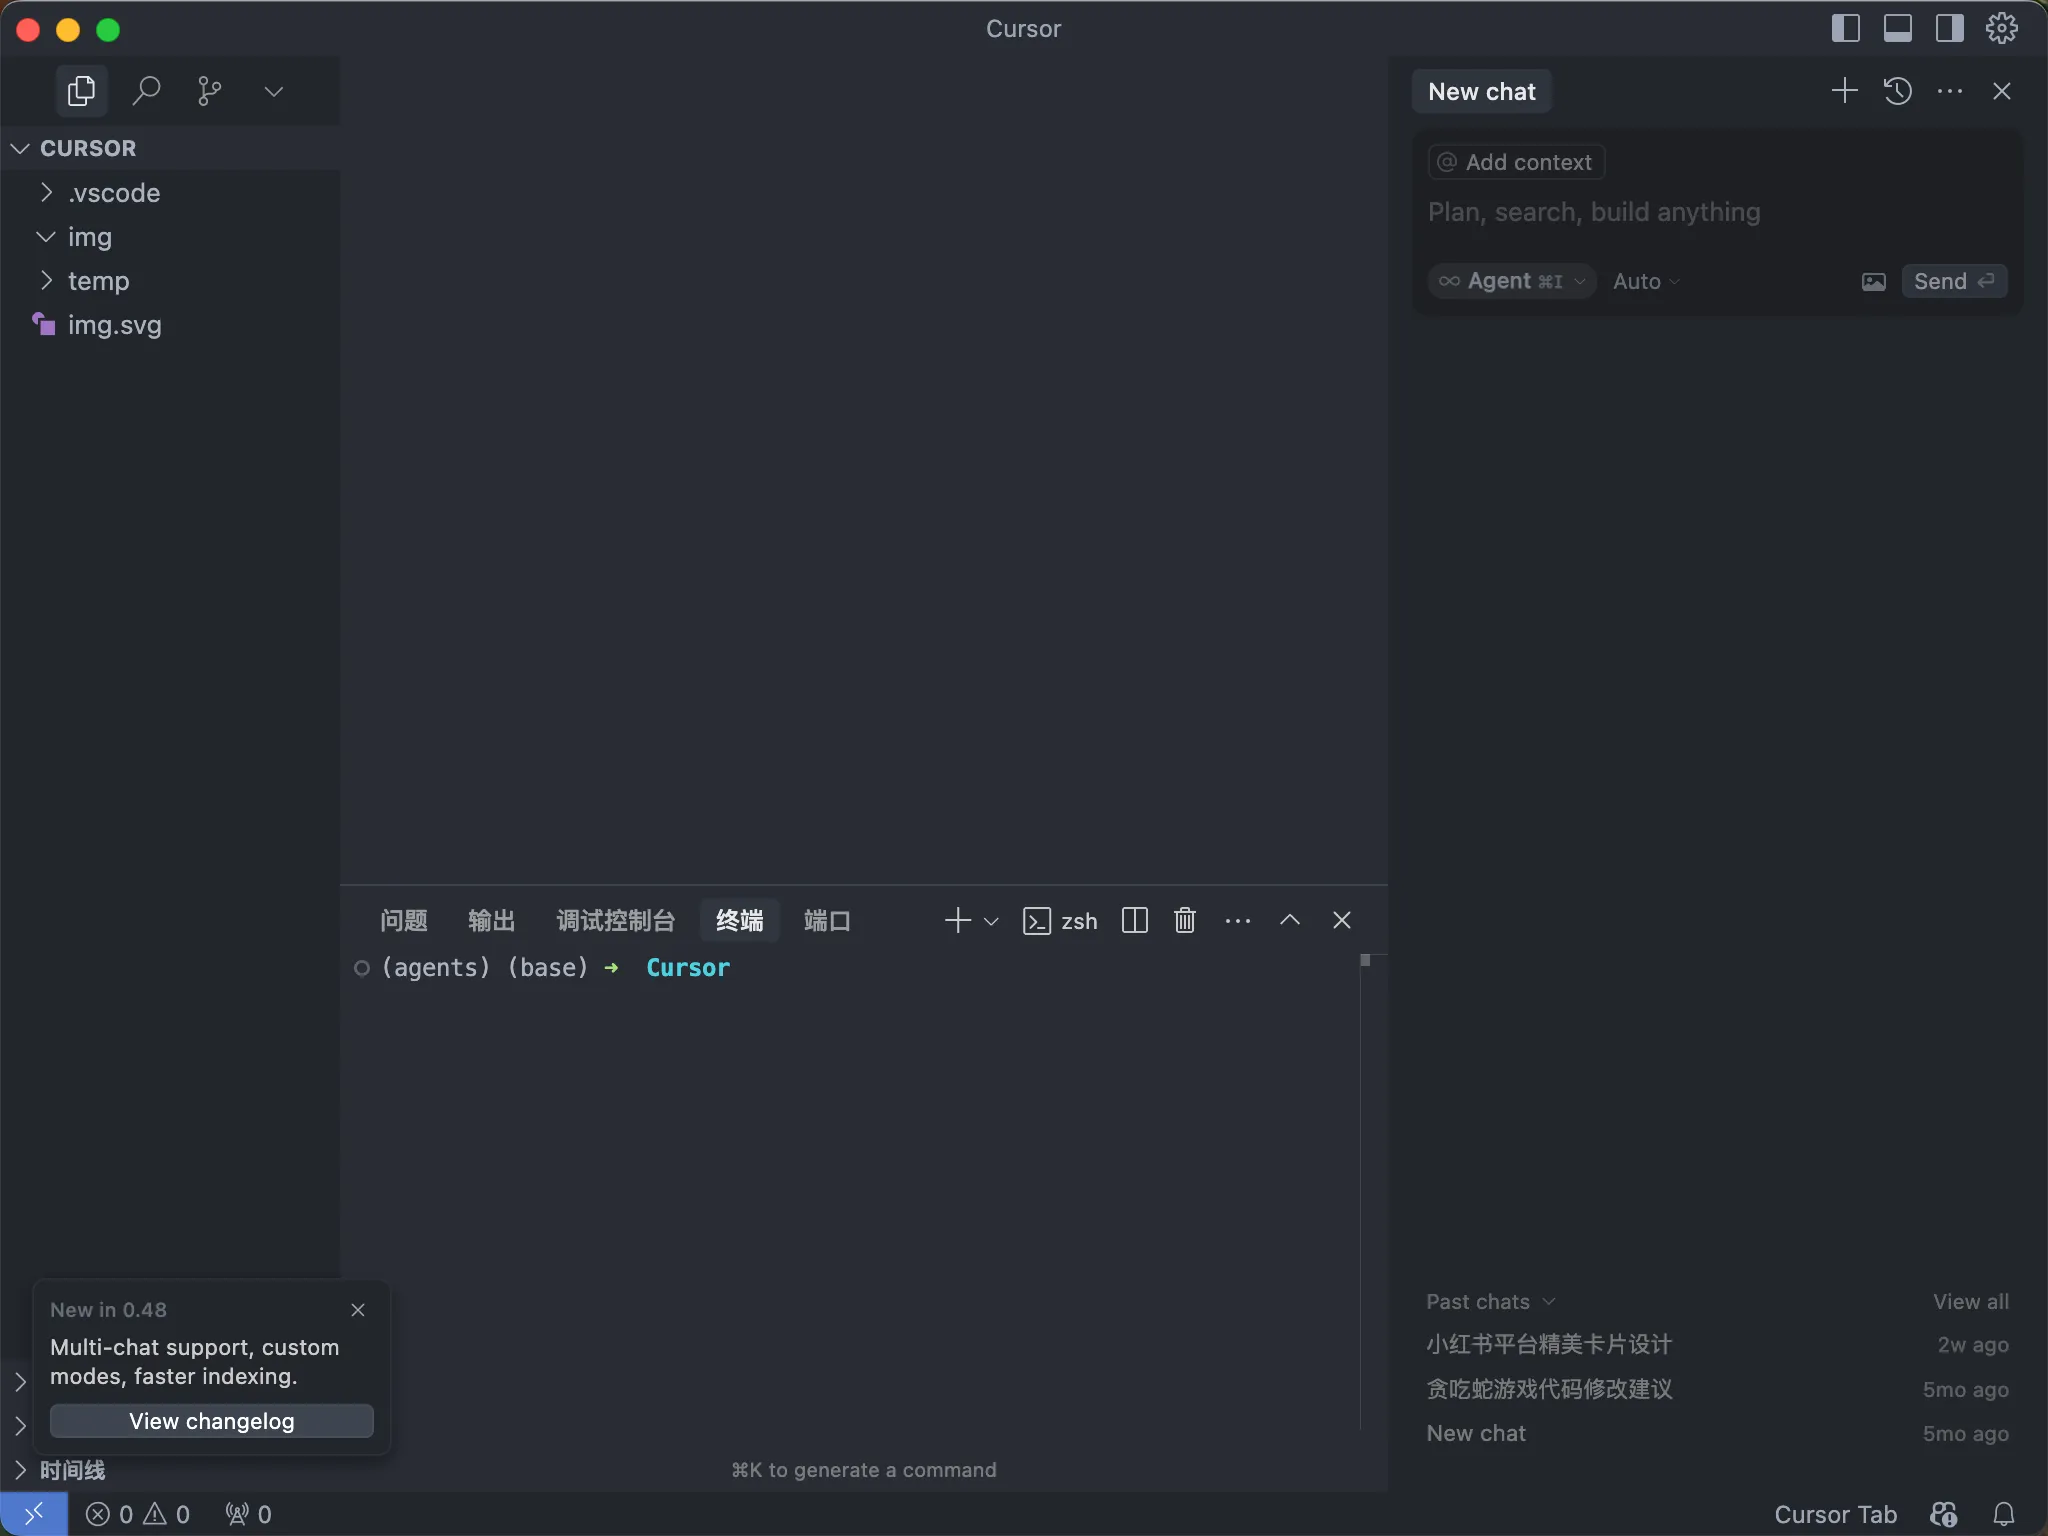 Cursor
New chat
CURSOR
.vscode
img
temp
img.svg
@ Add context
Plan, search, build anything
∞ Agent ⌘I
Auto
Send
问题 输出 调试控制台 终端 端口 zsh
(agents) (base) ➜ Cursor
⌘K to generate a command
New in 0.48
Multi-chat support, custom
modes, faster indexing.
View changelog
时间线
Past chats View all
小红书平台精美卡片设计 2w ago
贪吃蛇游戏代码修改建议 5mo ago
New chat 5mo ago
0 0 0
Cursor Tab